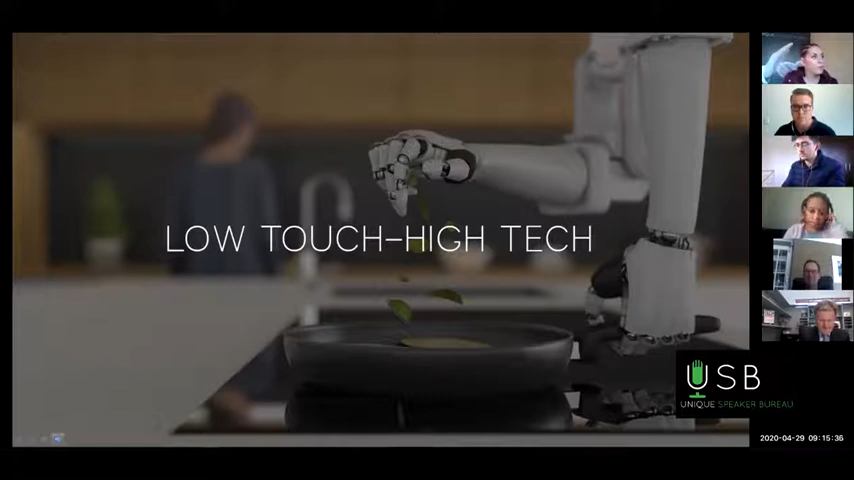 LOW TOUCH–HIGH TECH
USB
UNIQUE SPEAKER BUREAU
2020-04-29 09:15:36